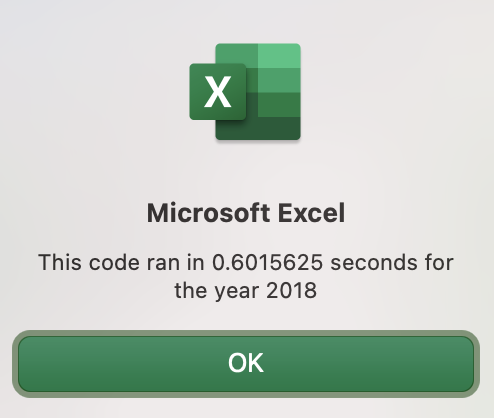 X
Microsoft Excel
This code ran in 0.6015625 seconds for
the year 2018
OK